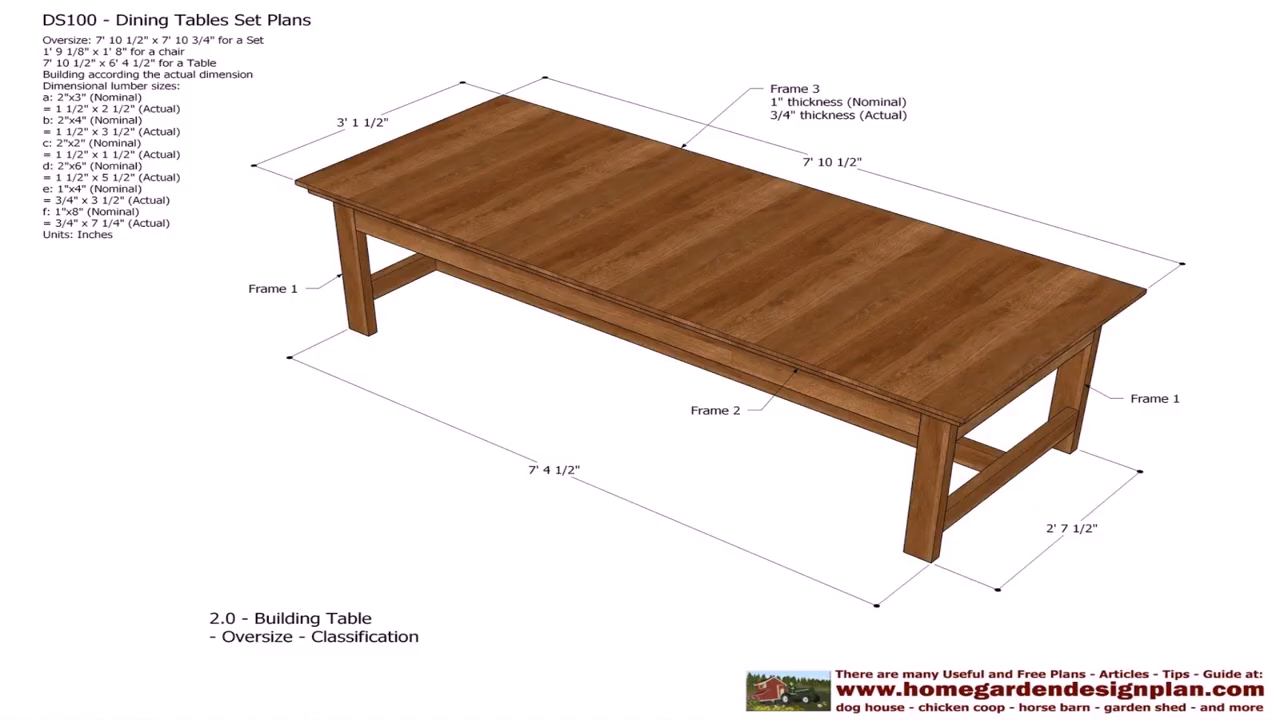 DS100 - Dining Tables Set Plans
Oversize: 7' 10 1/2" x 7' 10 3/4" for a Set
1' 9 1/8" x 1' 8" for a chair
7' 10 1/2" x 6' 4 1/2" for a Table
Building according the actual dimension
Dimensional lumber sizes:
a: 2"x3" (Nominal)
= 1 1/2" x 2 1/2" (Actual)
b: 2"x4" (Nominal)
= 1 1/2" x 3 1/2" (Actual)
c: 2"x2" (Nominal)
= 1 1/2" x 1 1/2" (Actual)
d: 2"x6" (Nominal)
= 1 1/2" x 5 1/2" (Actual)
e: 1"x4" (Nominal)
= 3/4" x 3 1/2" (Actual)
f: 1"x8" (Nominal)
= 3/4" x 7 1/4" (Actual)
Units: Inches
3' 1 1/2"
Frame 3
1" thickness (Nominal)
3/4" thickness (Actual)
7' 10 1/2"
Frame 1
Frame 2
Frame 1
7' 4 1/2"
2' 7 1/2"
2.0 - Building Table
- Oversize - Classification
There are many Useful and Free Plans - Articles - Tips - Guide at:
www.homegardendesignplan.com
dog house - chicken coop - horse barn - garden shed - and more